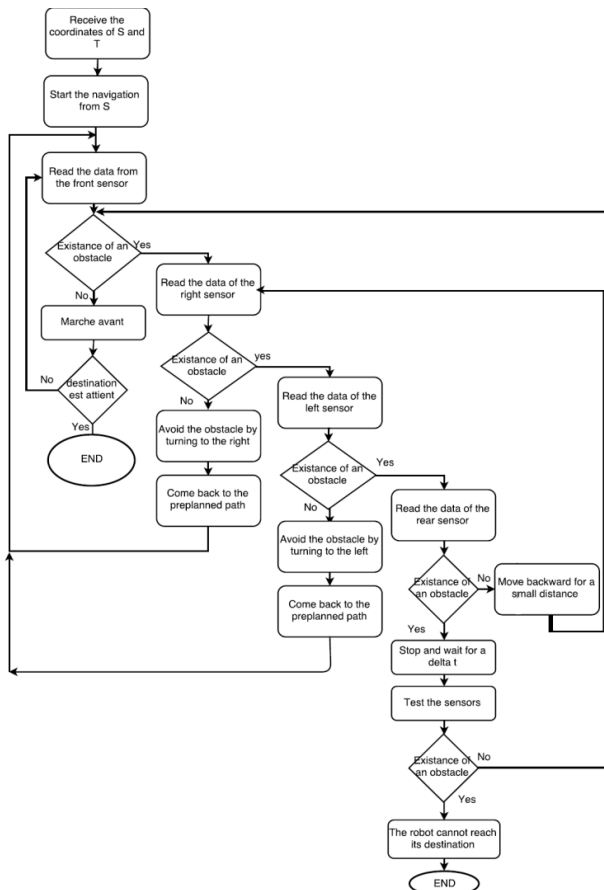 Receive the
coordinates of S and
T
Start the navigation
from S
Read the data from
the front sensor
Existance of an
obstacle
Yes
No
Marche avant
destination
est attient
No
Yes
END
Read the data of the
right sensor
Existance of an
obstacle
yes
No
Avoid the obstacle by
turning to the right
Come back to the
preplanned path
Read the data of the
left sensor
Existance of an
obstacle
Yes
No
Avoid the obstacle by
turning to the left
Come back to the
preplanned path
Read the data of the
rear sensor
Existance of
an obstacle
No
Move backward for a
small distance
Yes
Stop and wait for a
delta t
Test the sensors
Existance of
an obstacle
No
Yes
The robot cannot reach
its destination
END